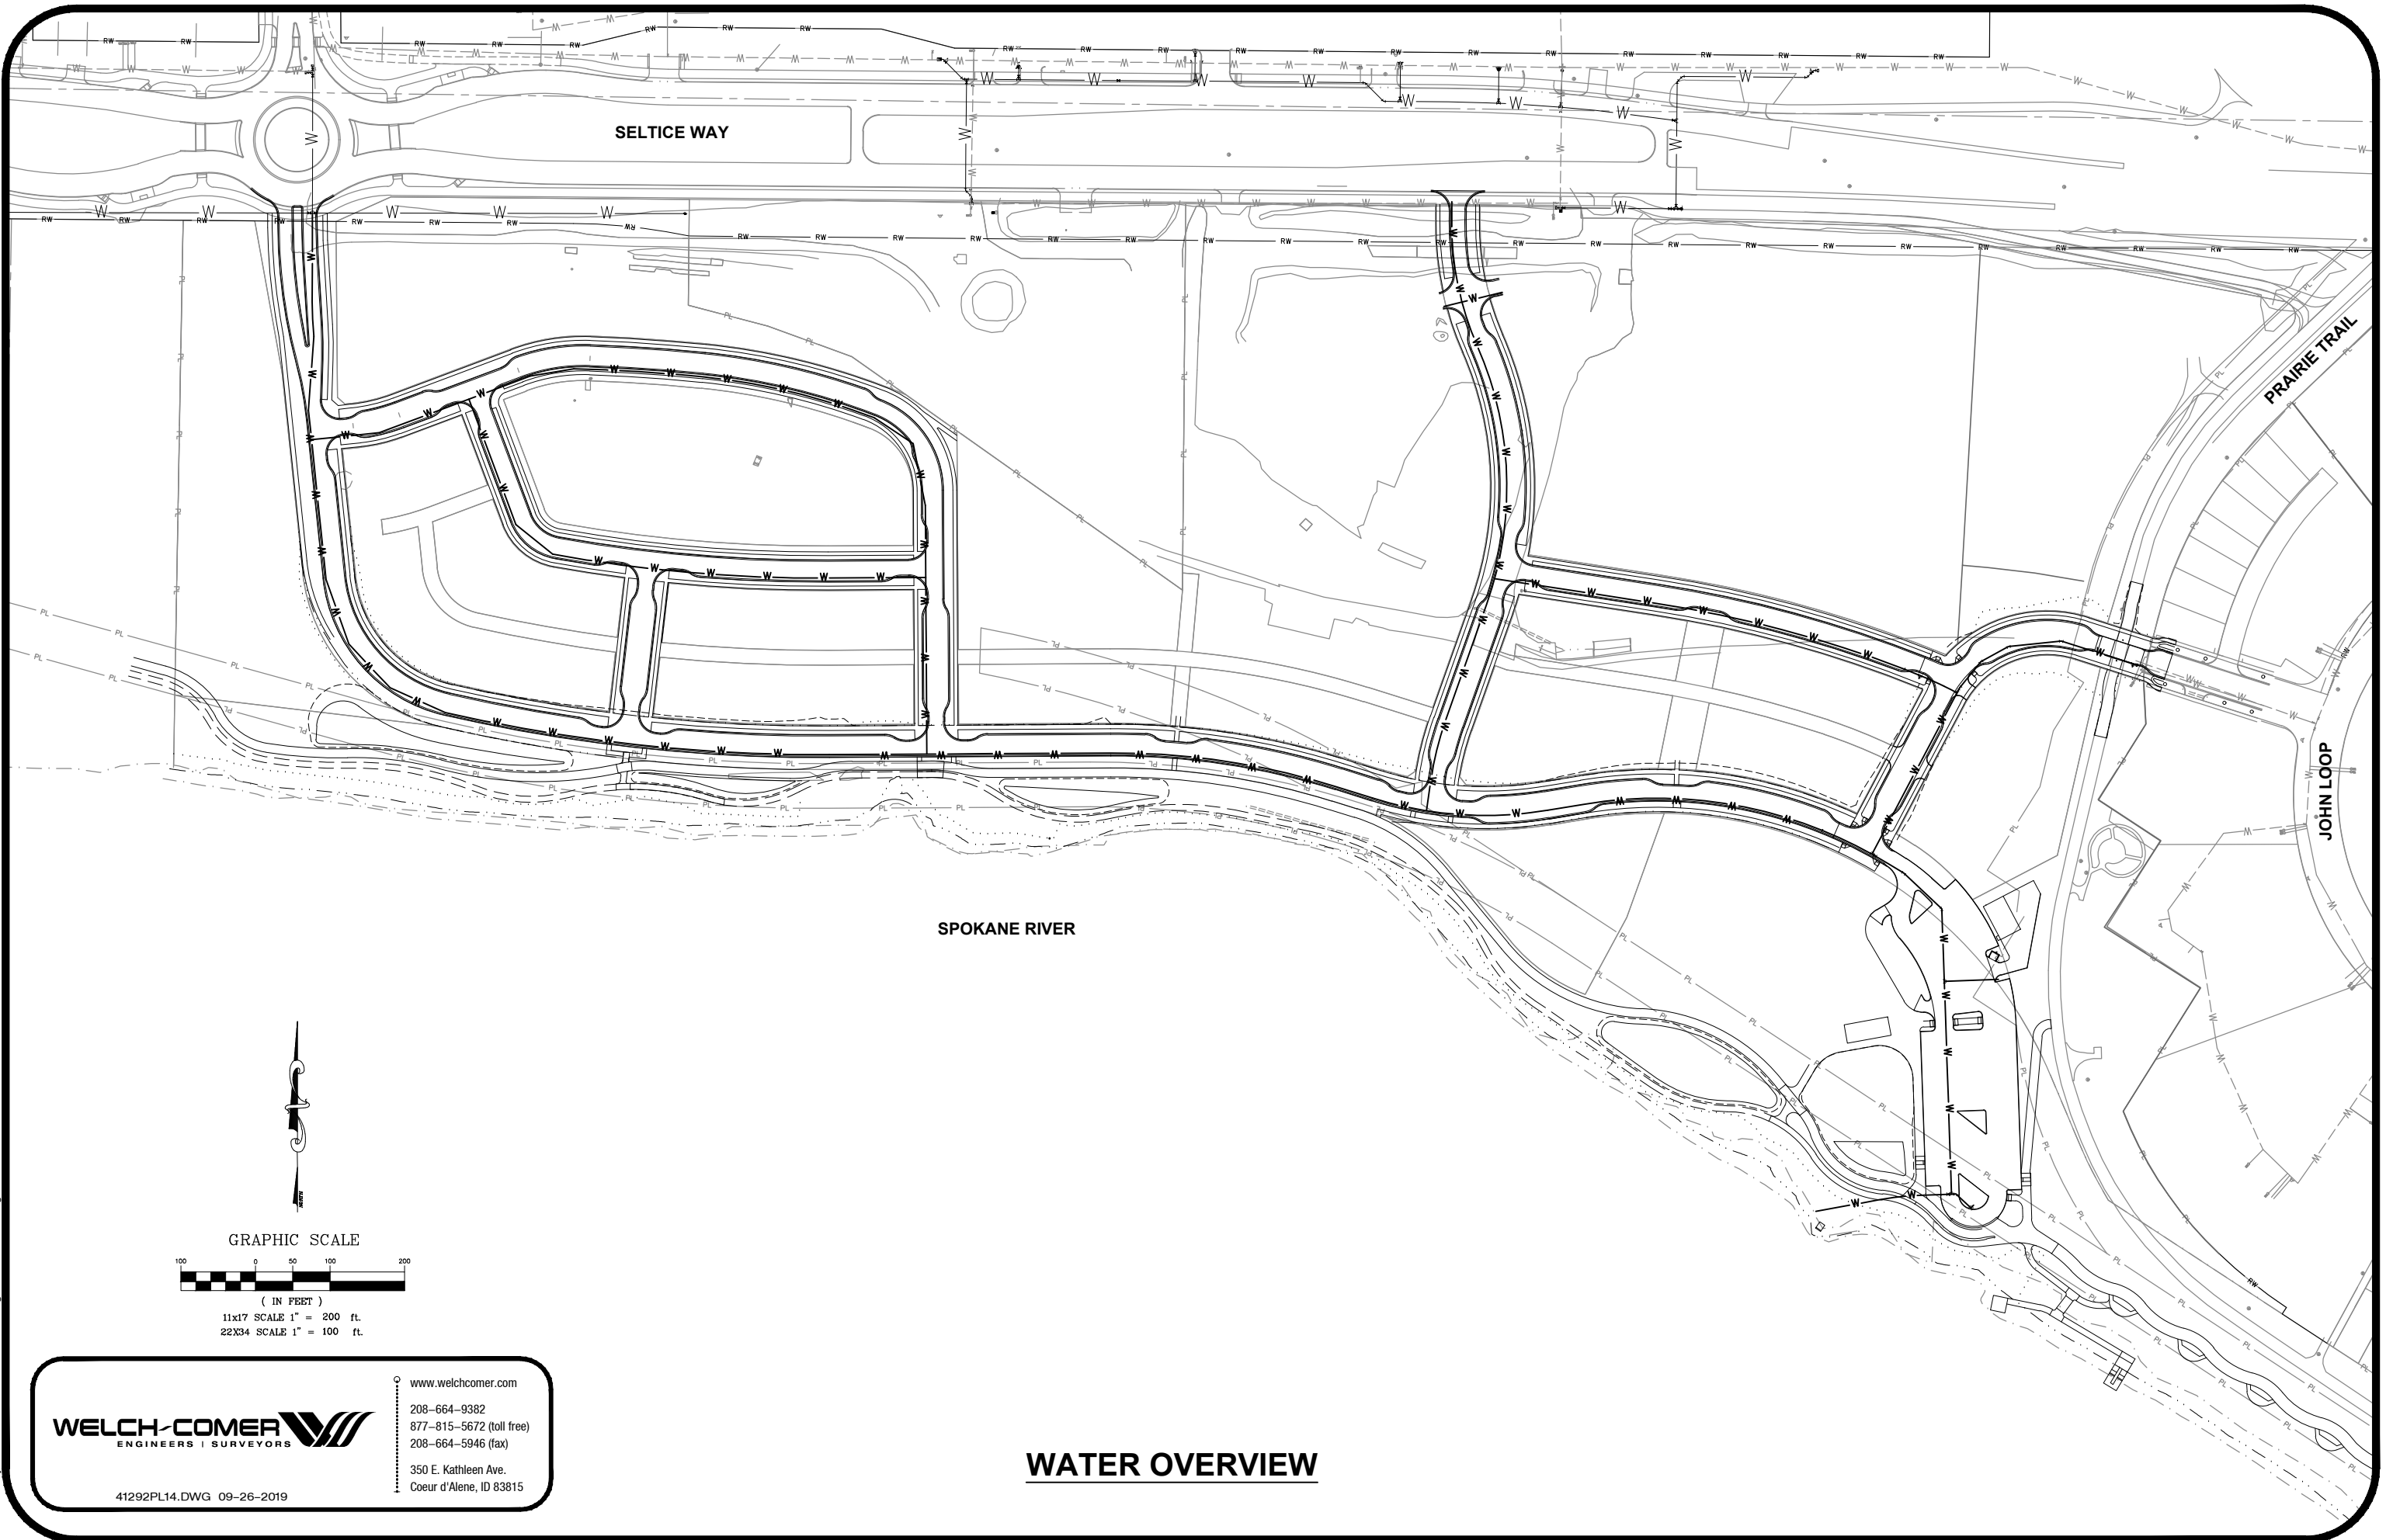 SELTICE WAY
PRAIRIE TRAIL
JOHN LOOP
SPOKANE RIVER
GRAPHIC SCALE
100 0 50 100 200
( IN FEET )
11x17 SCALE 1" = 200 ft.
22X34 SCALE 1" = 100 ft.
WELCH-COMER
ENGINEERS | SURVEYORS
www.welchcomer.com
208-664-9382
877-815-5672 (toll free)
208-664-5946 (fax)
350 E. Kathleen Ave.
Coeur d'Alene, ID 83815
41292PL14.DWG 09-26-2019
WATER OVERVIEW